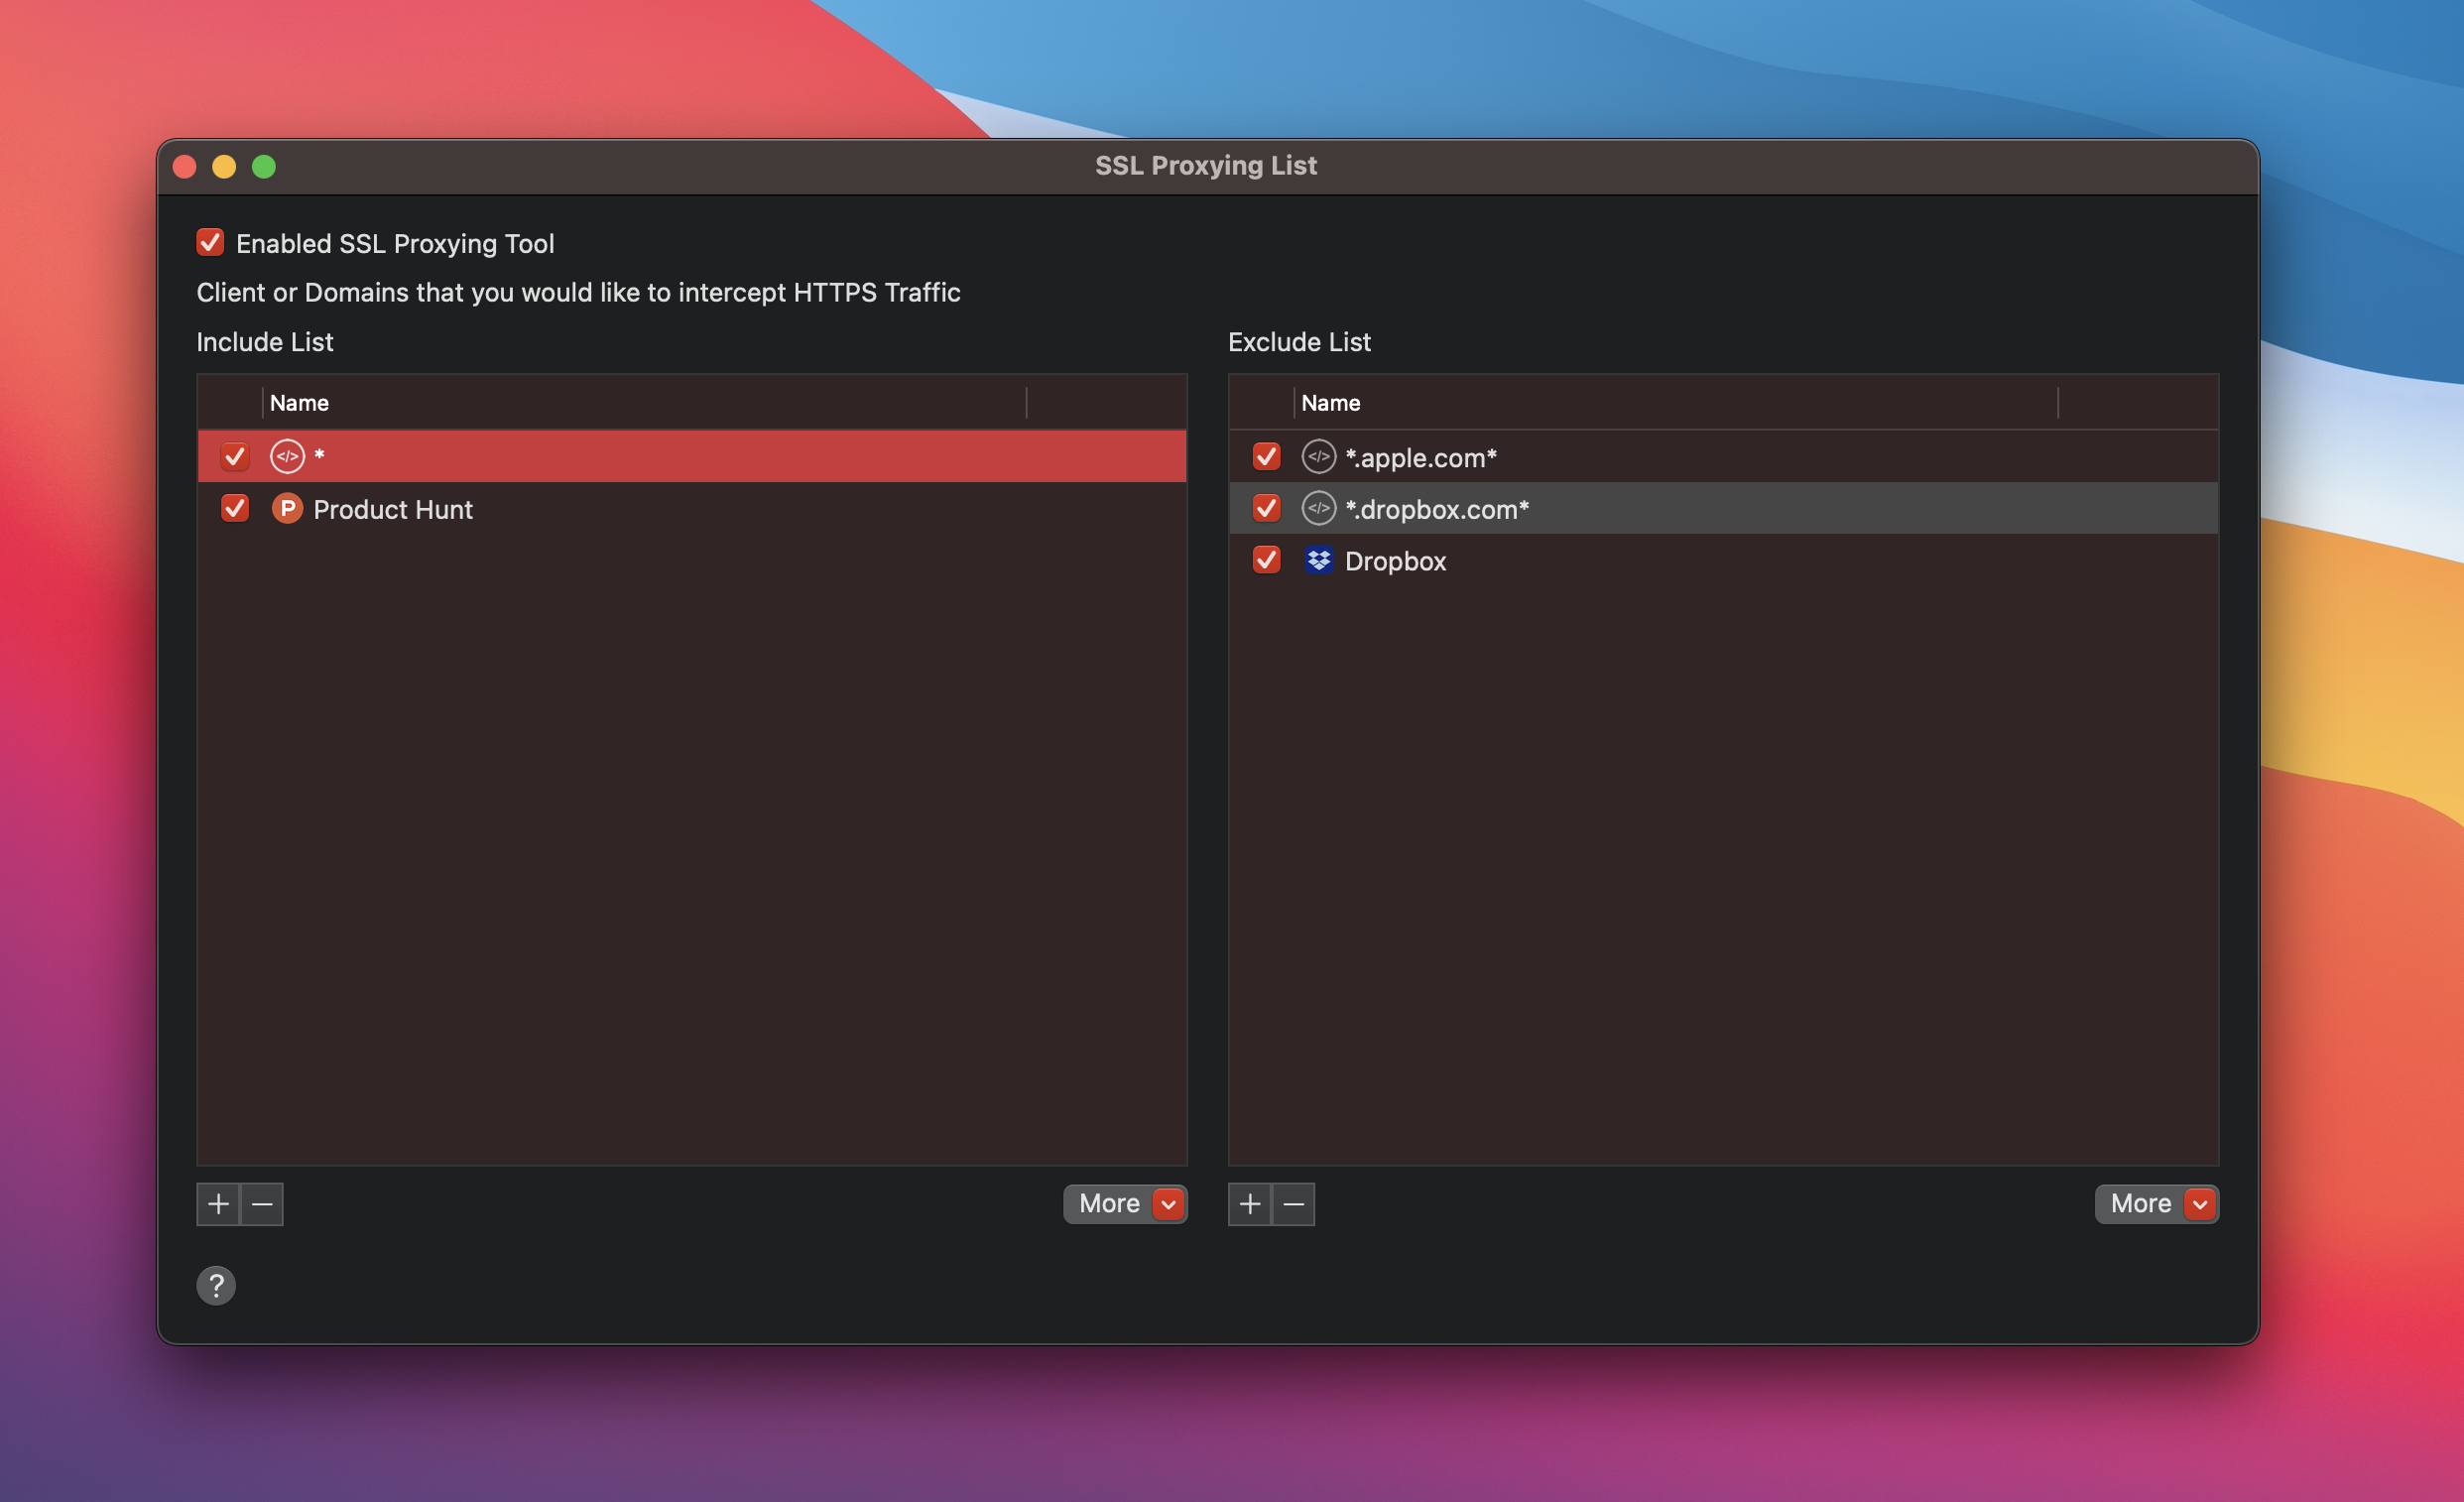 SSL Proxying List
Enabled SSL Proxying Tool
Client or Domains that you would like to intercept HTTPS Traffic
Include List
Name
</> *
P Product Hunt
+ −
More
Exclude List
Name
</> *.apple.com*
</> *.dropbox.com*
Dropbox
+ −
More
?